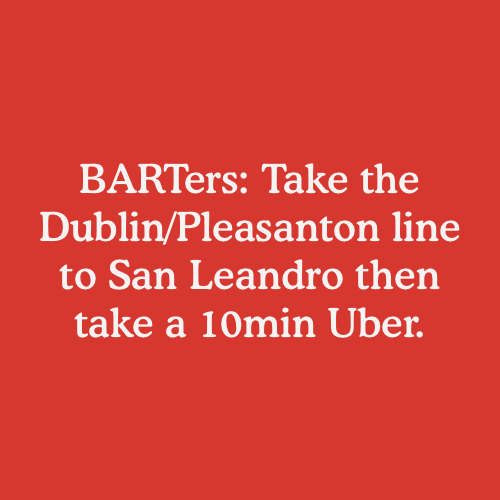 BARTers: Take the
Dublin/Pleasanton line
to San Leandro then
take a 10min Uber.